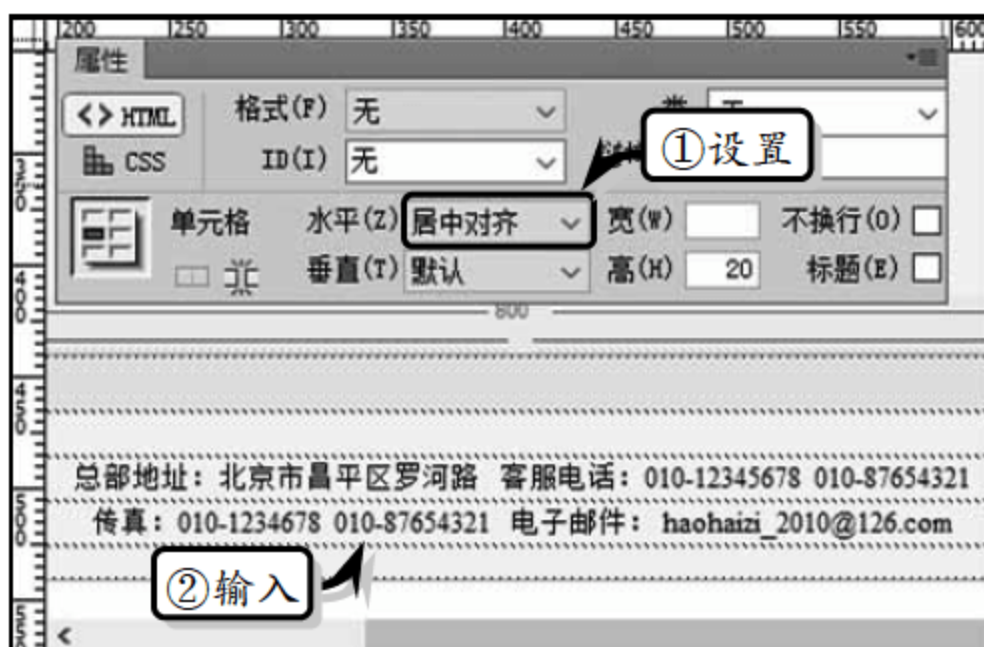 200 250 300 350 400 450 500 550 600
属性
<> HTML 格式(F) 无
CSS ID(I) 无
①设置
单元格 水平(Z) 居中对齐 宽(W) 不换行(O)
垂直(T) 默认 高(H) 20 标题(E)
800
总部地址：北京市昌平区罗河路 客服电话：010-12345678 010-87654321
传真：010-1234678 010-87654321 电子邮件： haohaizi_2010@126.com
②输入